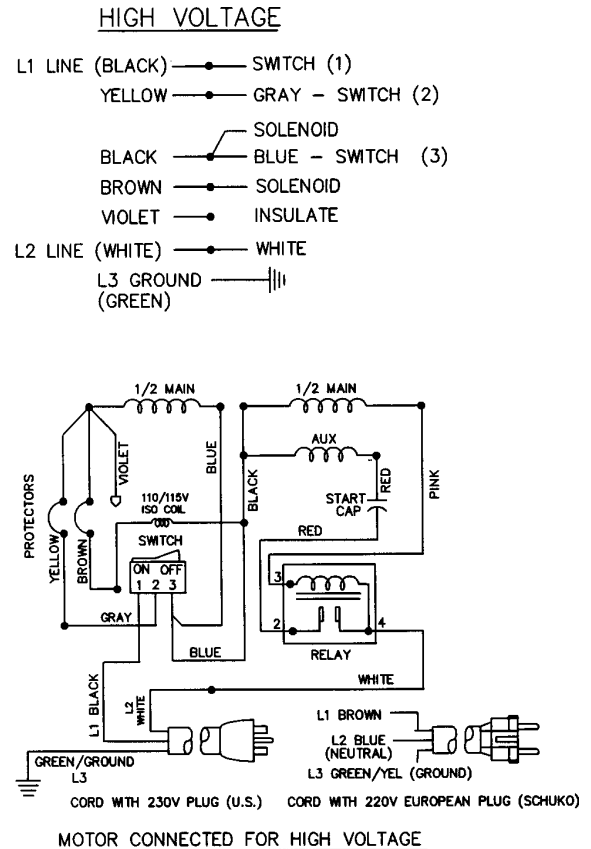 HIGH VOLTAGE
L1 LINE (BLACK) SWITCH (1)
YELLOW GRAY – SWITCH (2)
SOLENOID
BLACK BLUE – SWITCH (3)
BROWN SOLENOID
VIOLET INSULATE
L2 LINE (WHITE) WHITE
L3 GROUND
(GREEN)
1/2 MAIN 1/2 MAIN
AUX
PROTECTORS
VIOLET
BLUE
BLACK
RED
PINK
110/115V
ISO COIL
START
CAP
RED
YELLOW
BROWN
SWITCH
ON OFF
1 2 3
3
GRAY
2 4
BLUE
RELAY
WHITE
L1 BLACK
L2
WHITE
L1 BROWN
L2 BLUE
(NEUTRAL)
GREEN/GROUND
L3
L3 GREEN/YEL (GROUND)
CORD WITH 230V PLUG (U.S.) CORD WITH 220V EUROPEAN PLUG (SCHUKO)
MOTOR CONNECTED FOR HIGH VOLTAGE